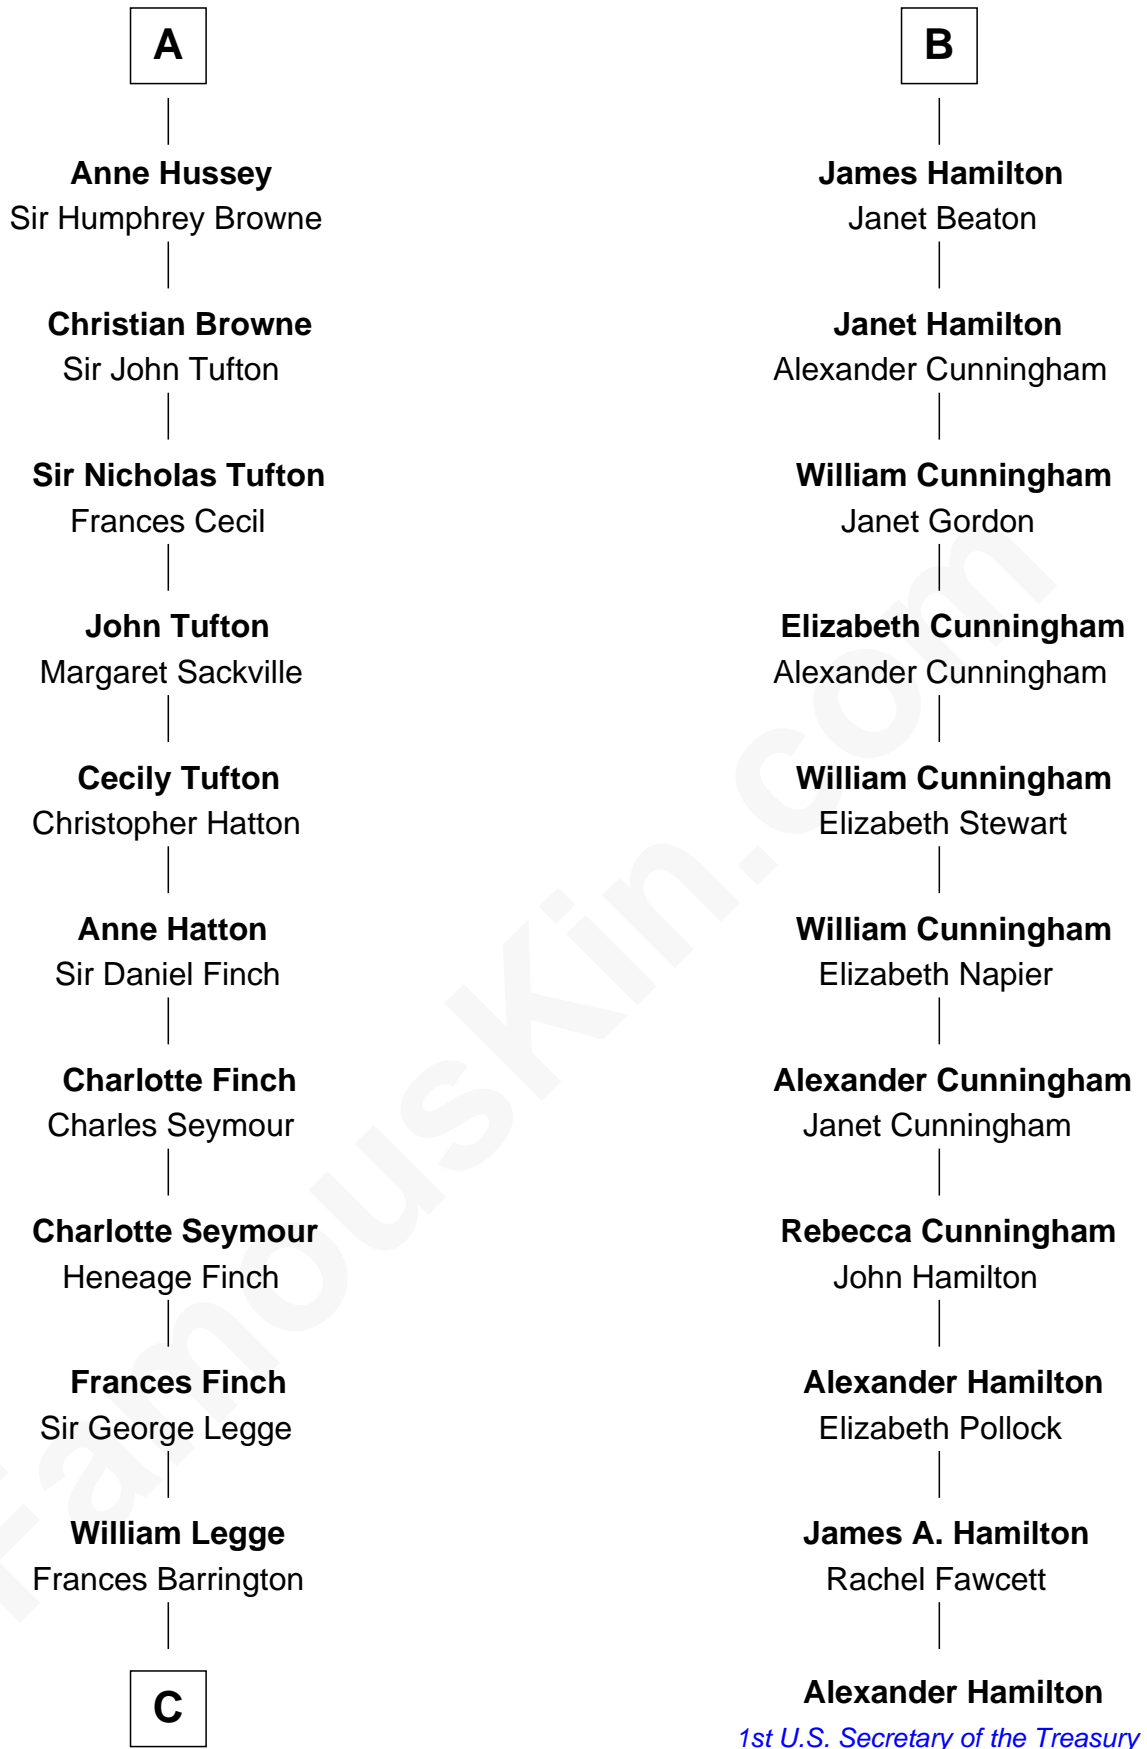 A
Anne Hussey
Sir Humphrey Browne
Christian Browne
Sir John Tufton
Sir Nicholas Tufton
Frances Cecil
John Tufton
Margaret Sackville
Cecily Tufton
Christopher Hatton
Anne Hatton
Sir Daniel Finch
Charlotte Finch
Charles Seymour
Charlotte Seymour
Heneage Finch
Frances Finch
Sir George Legge
William Legge
Frances Barrington
C
B
James Hamilton
Janet Beaton
Janet Hamilton
Alexander Cunningham
William Cunningham
Janet Gordon
Elizabeth Cunningham
Alexander Cunningham
William Cunningham
Elizabeth Stewart
William Cunningham
Elizabeth Napier
Alexander Cunningham
Janet Cunningham
Rebecca Cunningham
John Hamilton
Alexander Hamilton
Elizabeth Pollock
James A. Hamilton
Rachel Fawcett
Alexander Hamilton
1st U.S. Secretary of the Treasury
FamousKin.com